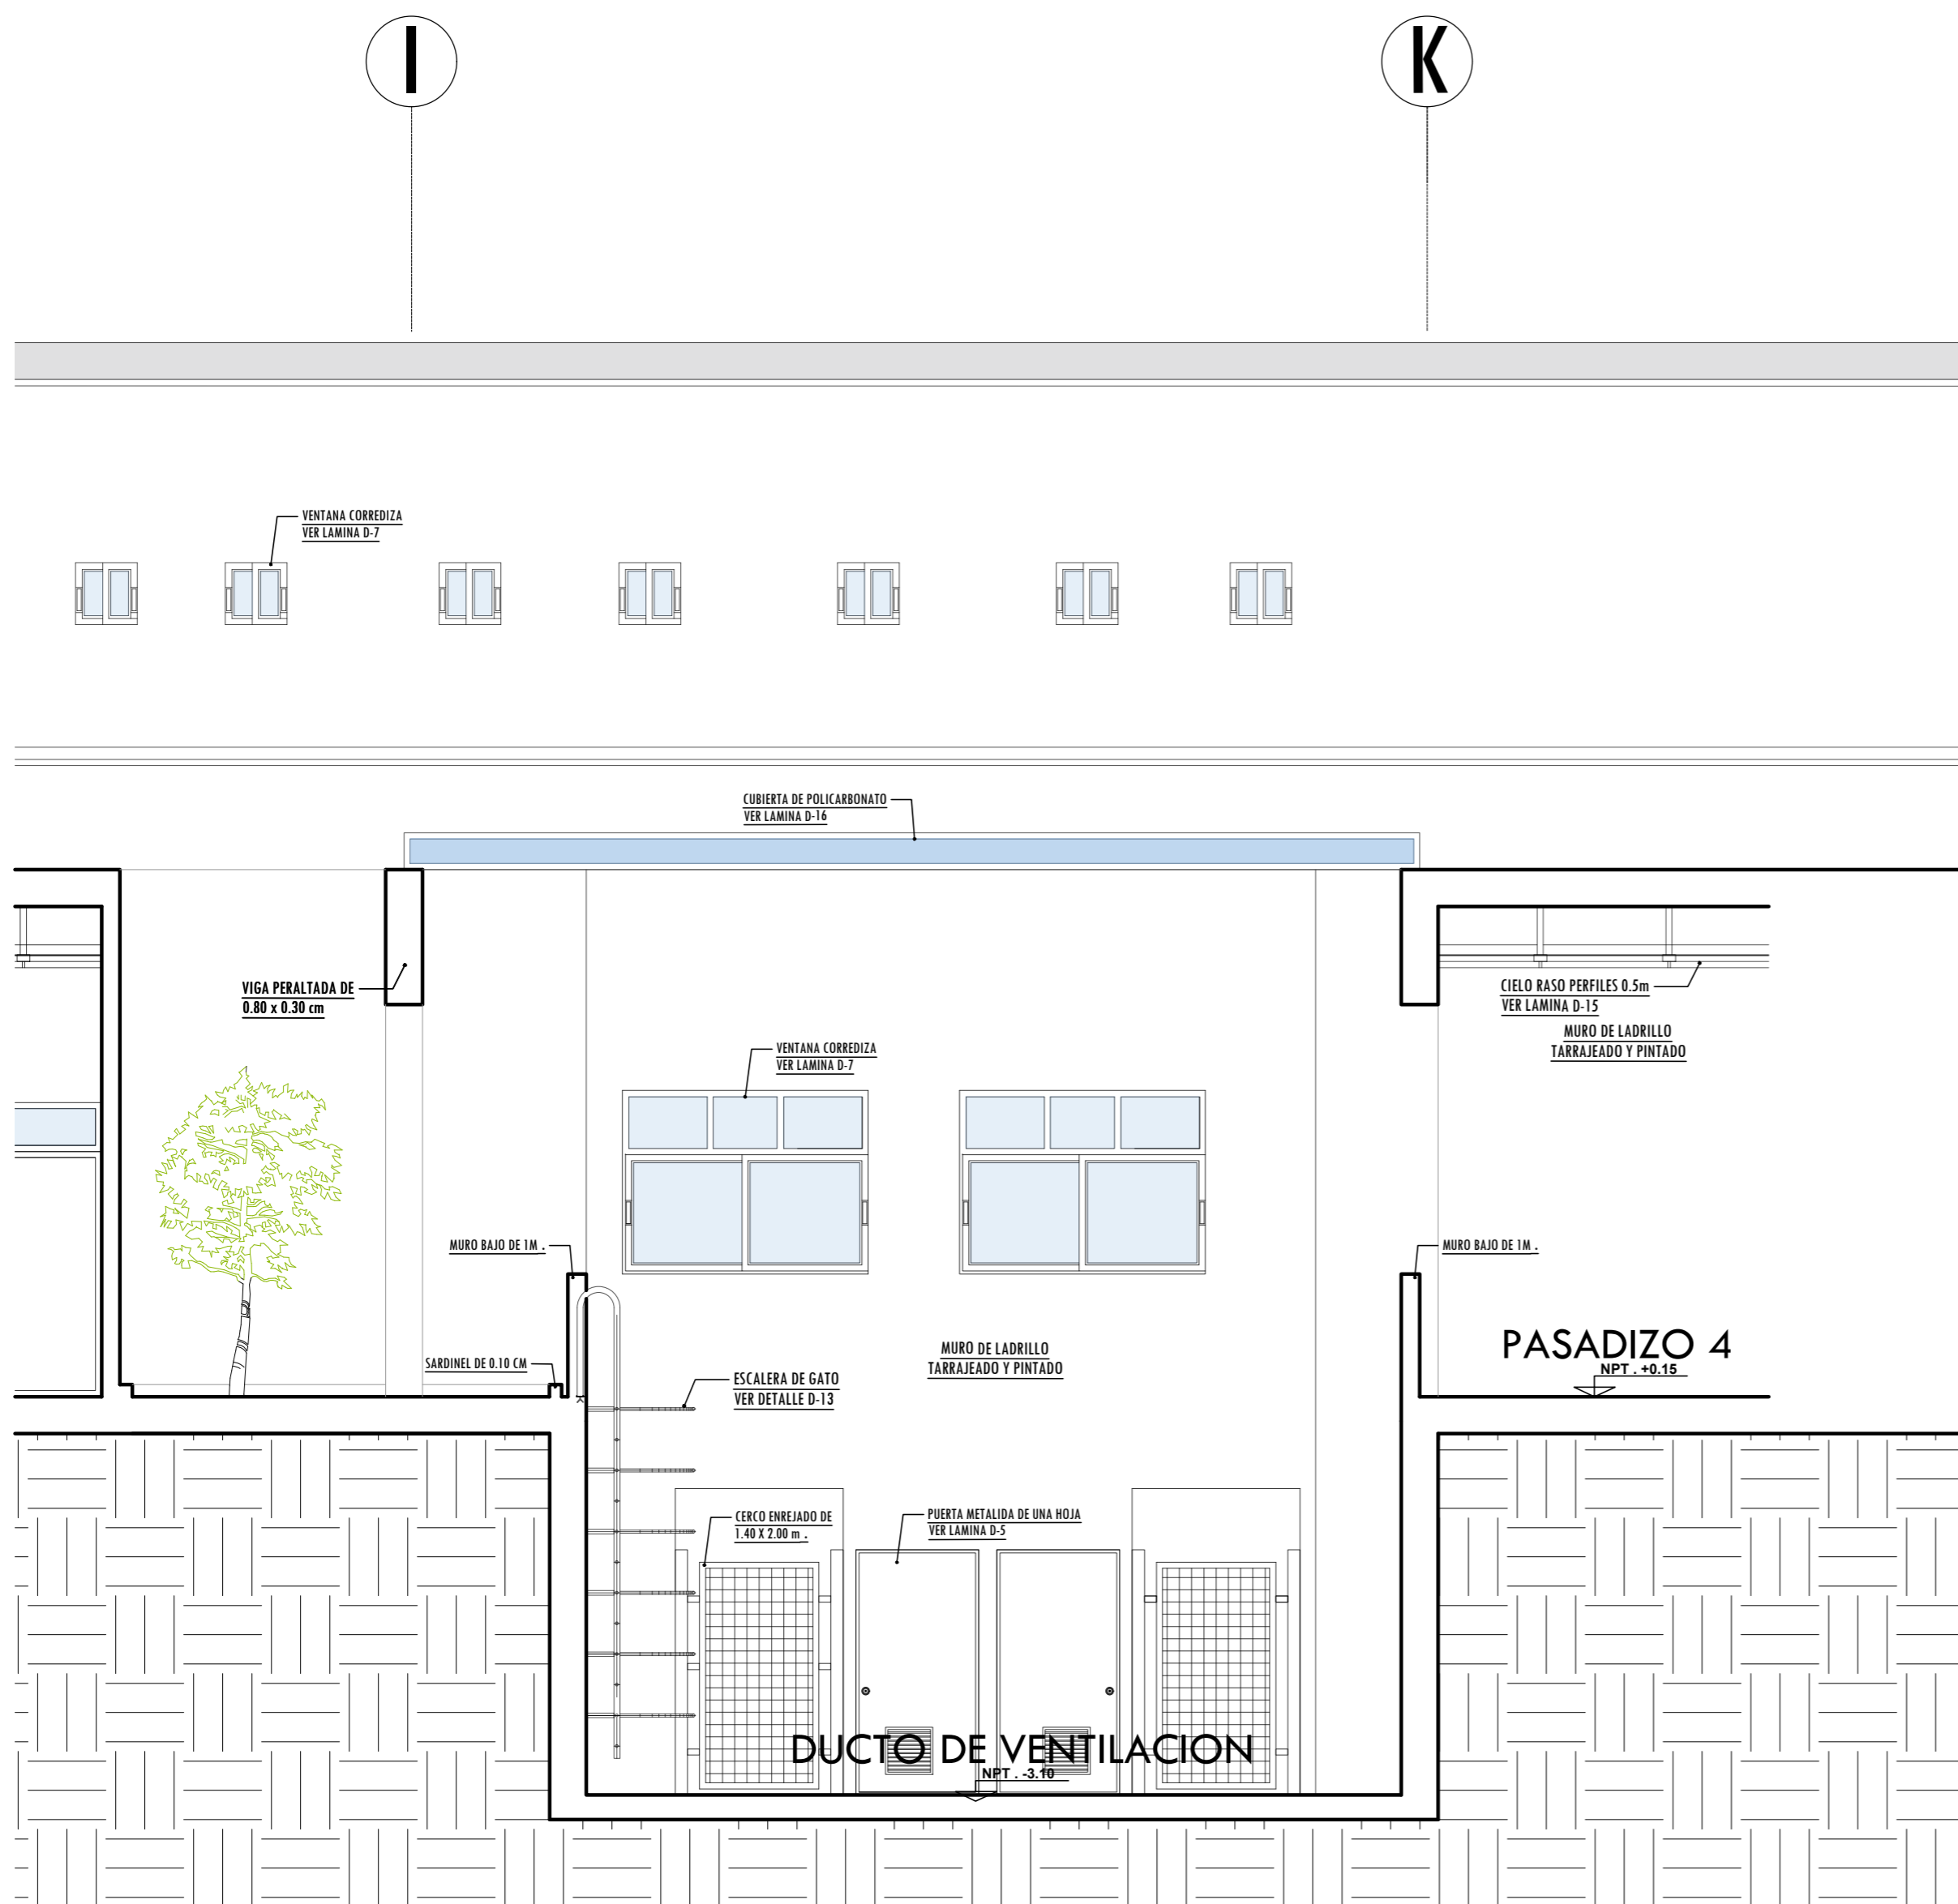 I
K
VENTANA CORREDIZA
VER LAMINA D-7
CUBIERTA DE POLICARBONATO
VER LAMINA D-16
VIGA PERALTADA DE
0.80 x 0.30 cm
CIELO RASO PERFILES 0.5m
VER LAMINA D-15
MURO DE LADRILLO
TARRAJEADO Y PINTADO
VENTANA CORREDIZA
VER LAMINA D-7
MURO BAJO DE 1M .
MURO BAJO DE 1M .
SARDINEL DE 0.10 CM
ESCALERA DE GATO
VER DETALLE D-13
MURO DE LADRILLO
TARRAJEADO Y PINTADO
PASADIZO 4
NPT . +0.15
CERCO ENREJADO DE
1.40 X 2.00 m .
PUERTA METALIDA DE UNA HOJA
VER LAMINA D-5
DUCTO DE VENTILACION
NPT . -3.10